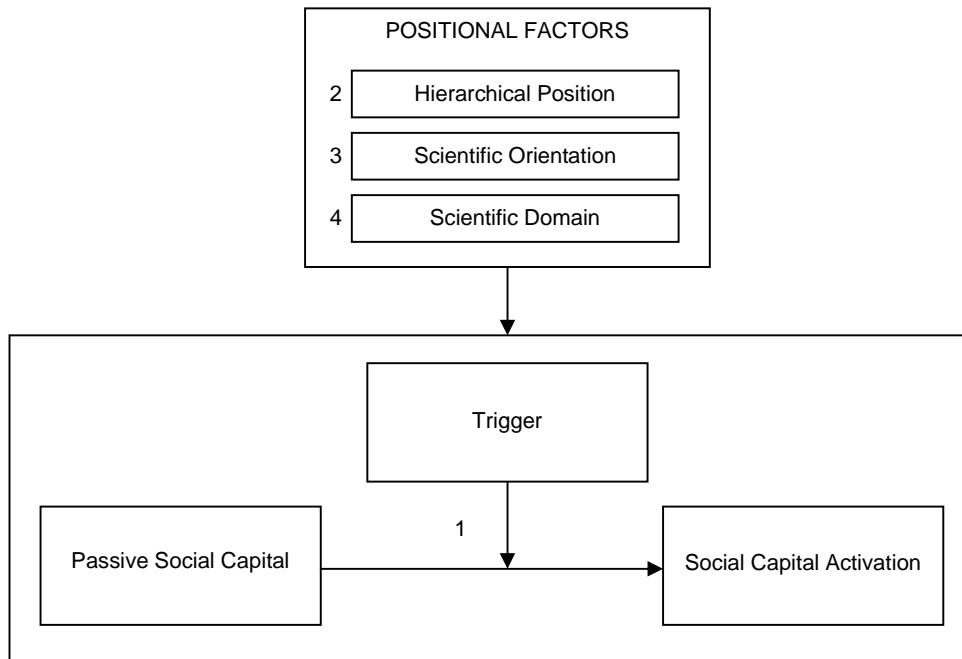 POSITIONAL FACTORS
2 Hierarchical Position
3 Scientific Orientation
4 Scientific Domain
Trigger
1
Passive Social Capital
Social Capital Activation